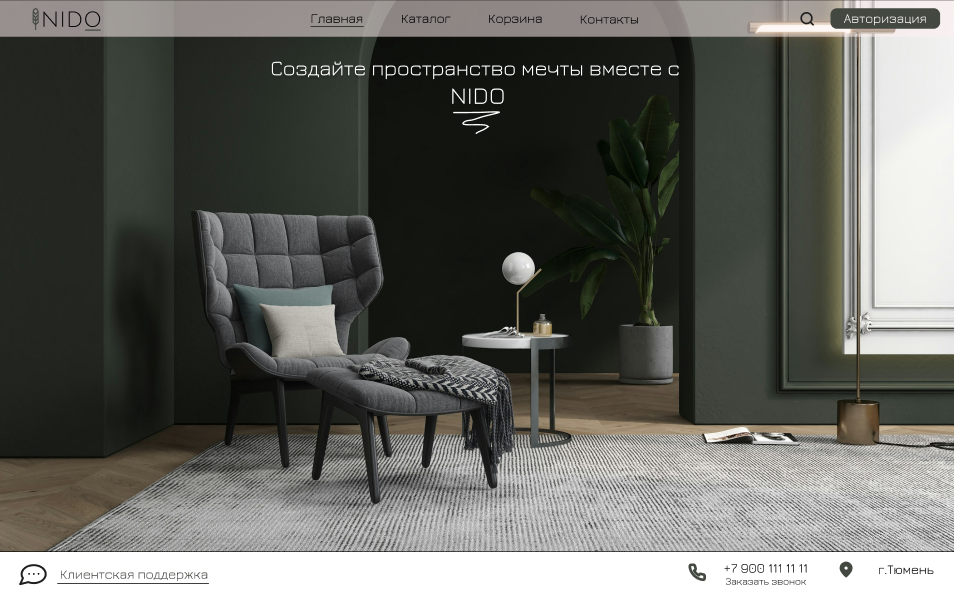 NIDO
Главная Каталог Корзина Контакты
Авторизация
Создайте пространство мечты вместе с
NIDO
Клиентская поддержка
+7 900 111 11 11
Заказать звонок
г.Тюмень